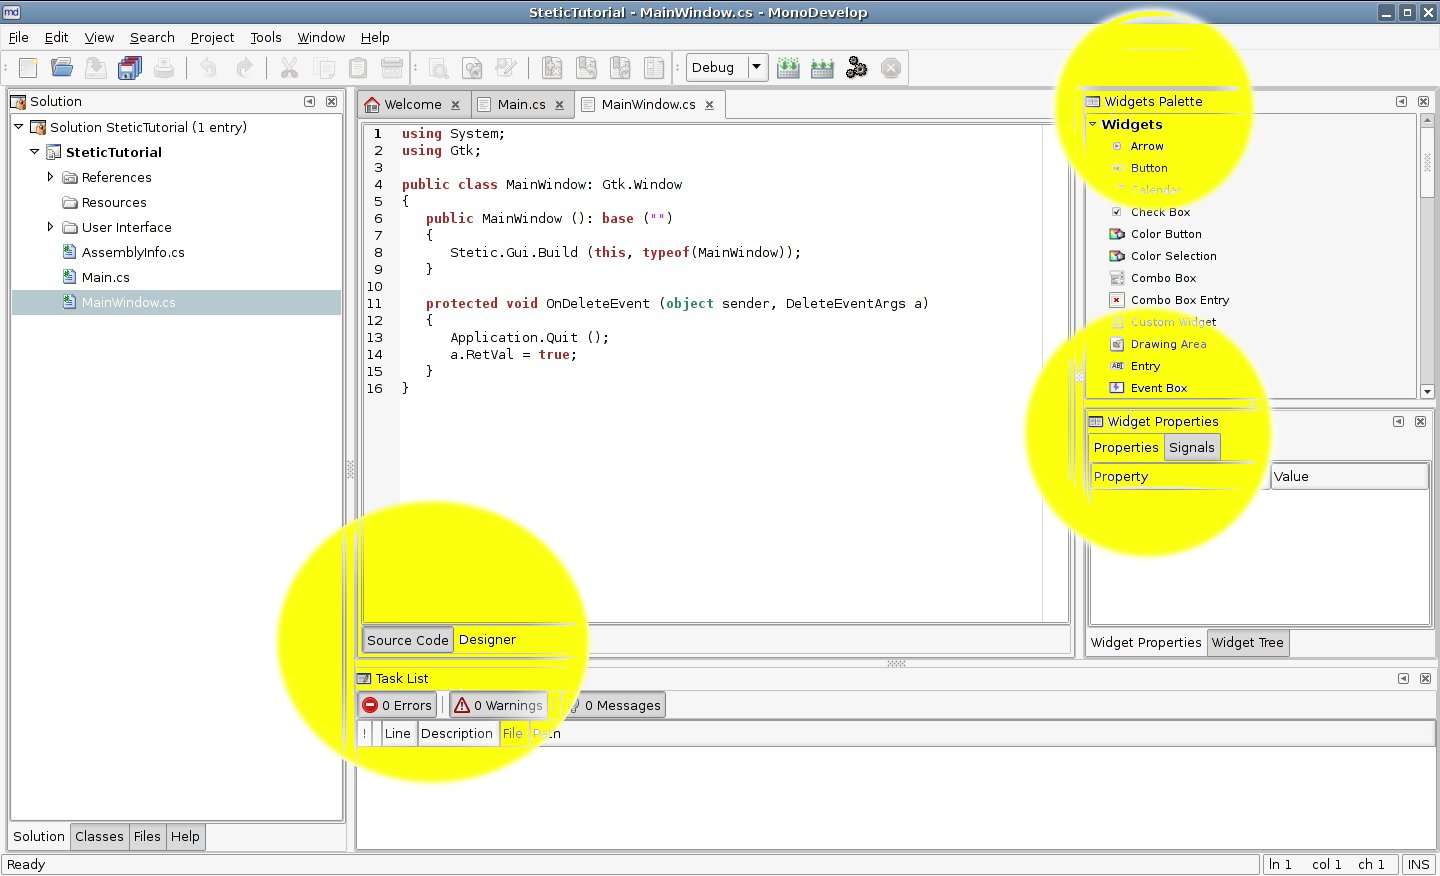 SteticTutorial - MainWindow.cs - MonoDevelop
File Edit View Search Project Tools Window Help
Debug
Solution
Solution SteticTutorial (1 entry)
SteticTutorial
References
Resources
User Interface
AssemblyInfo.cs
Main.cs
MainWindow.cs
Solution Classes Files Help
Welcome Main.cs MainWindow.cs
1 using System;
2 using Gtk;
3
4 public class MainWindow: Gtk.Window
5 {
6 public MainWindow (): base ("")
7 {
8 Stetic.Gui.Build (this, typeof(MainWindow));
9 }
10
11 protected void OnDeleteEvent (object sender, DeleteEventArgs a)
12 {
13 Application.Quit ();
14 a.RetVal = true;
15 }
16 }
Source Code Designer
Widgets Palette
Widgets
Arrow
Button
Calendar
Check Box
Color Button
Color Selection
Combo Box
Combo Box Entry
Custom Widget
Drawing Area
Entry
Event Box
Widget Properties
Properties Signals
Property Value
Widget Properties Widget Tree
Task List
0 Errors 0 Warnings 0 Messages
! Line Description File Path
Ready ln 1 col 1 ch 1 INS